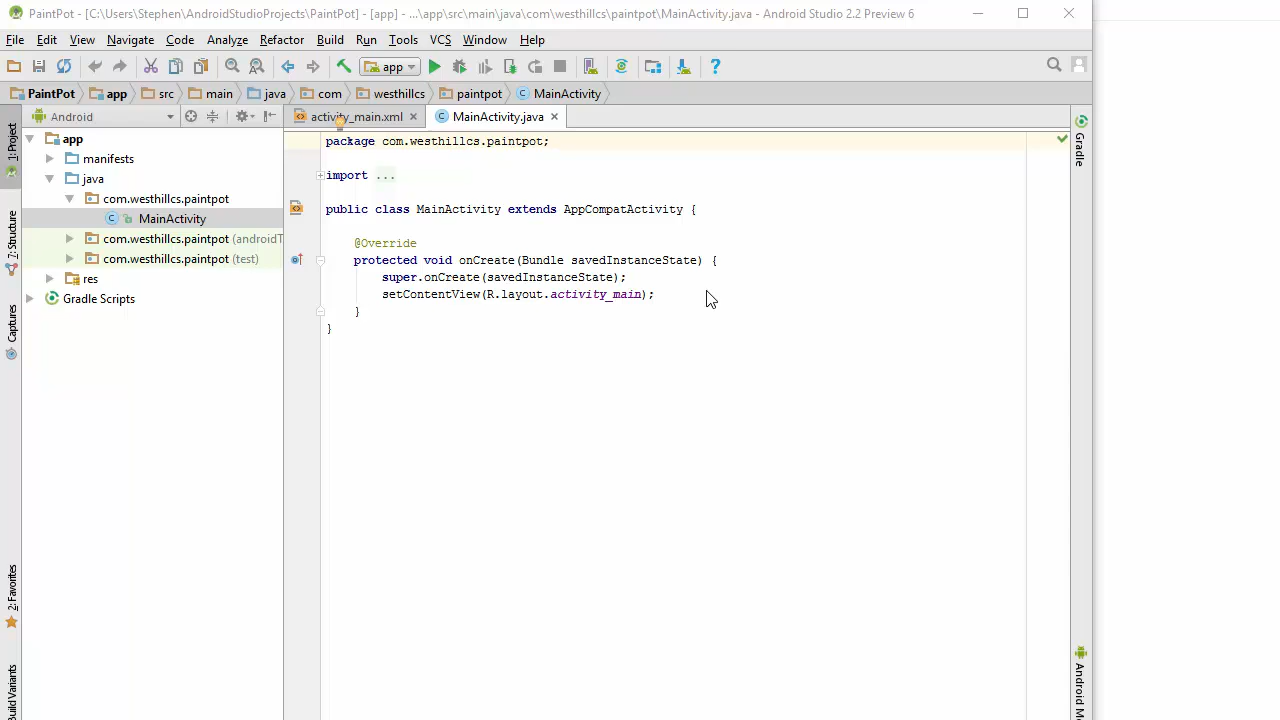 PaintPot - [C:\Users\Stephen\AndroidStudioProjects\PaintPot] - [app] - ...\app\src\main\java\com\westhillcs\paintpot\MainActivity.java - Android Studio 2.2 Preview 6
File Edit View Navigate Code Analyze Refactor Build Run Tools VCS Window Help
app
PaintPot app src main java com westhillcs paintpot MainActivity
Android
activity_main.xml MainActivity.java
1: Project
7: Structure
Captures
2: Favorites
Build Variants
app
manifests
java
com.westhillcs.paintpot
MainActivity
com.westhillcs.paintpot (androidT
com.westhillcs.paintpot (test)
res
Gradle Scripts
package com.westhillcs.paintpot;
import ...
public class MainActivity extends AppCompatActivity {
@Override
protected void onCreate(Bundle savedInstanceState) {
super.onCreate(savedInstanceState);
setContentView(R.layout.activity_main);
}
}
Gradle
Android Mo